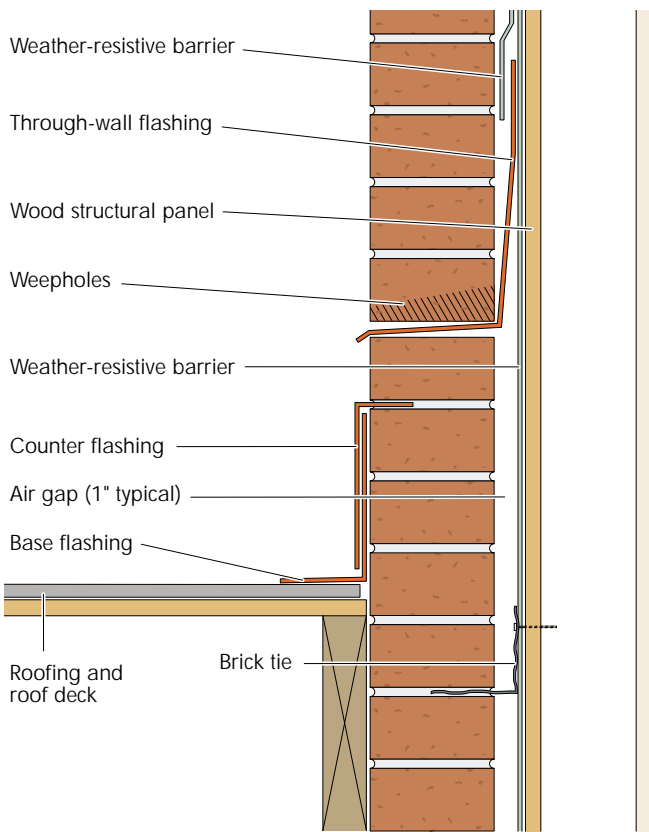 Weather-resistive barrier
Through-wall flashing
Wood structural panel
Weepholes
Weather-resistive barrier
Counter flashing
Air gap (1" typical)
Base flashing
Brick tie
Roofing and
roof deck